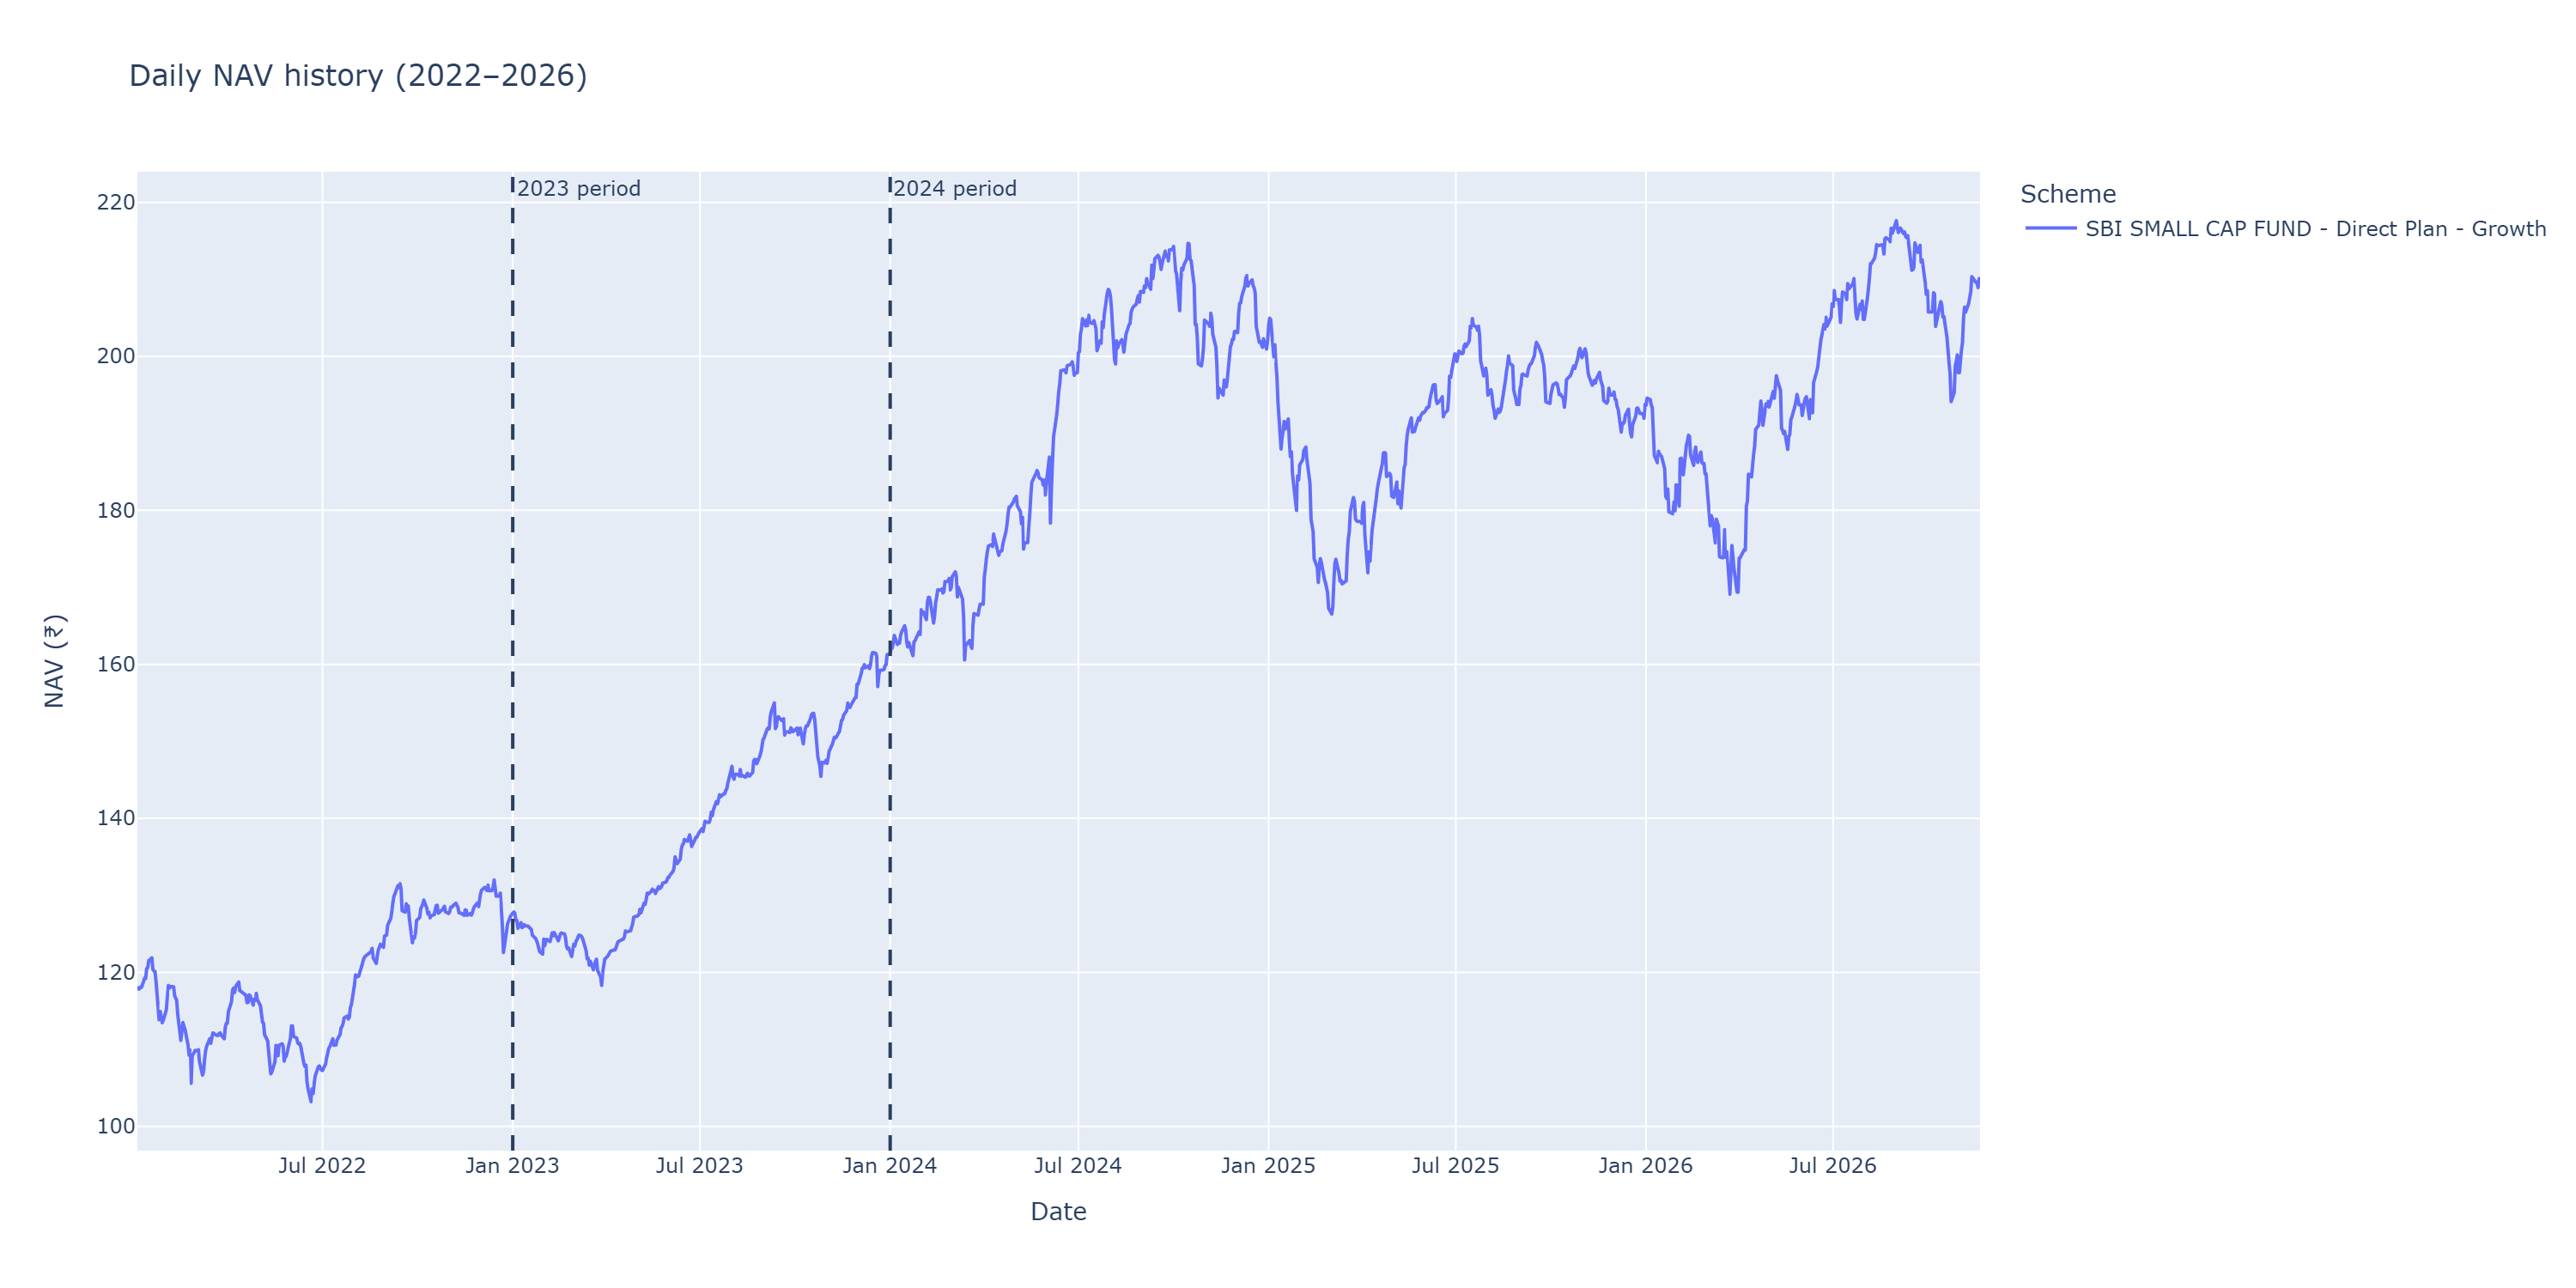 Daily NAV history (2022–2026)
2023 period
2024 period
Scheme
SBI SMALL CAP FUND - Direct Plan - Growth
220
200
180
160
140
120
100
NAV (₹)
Jul 2022
Jan 2023
Jul 2023
Jan 2024
Jul 2024
Jan 2025
Jul 2025
Jan 2026
Jul 2026
Date